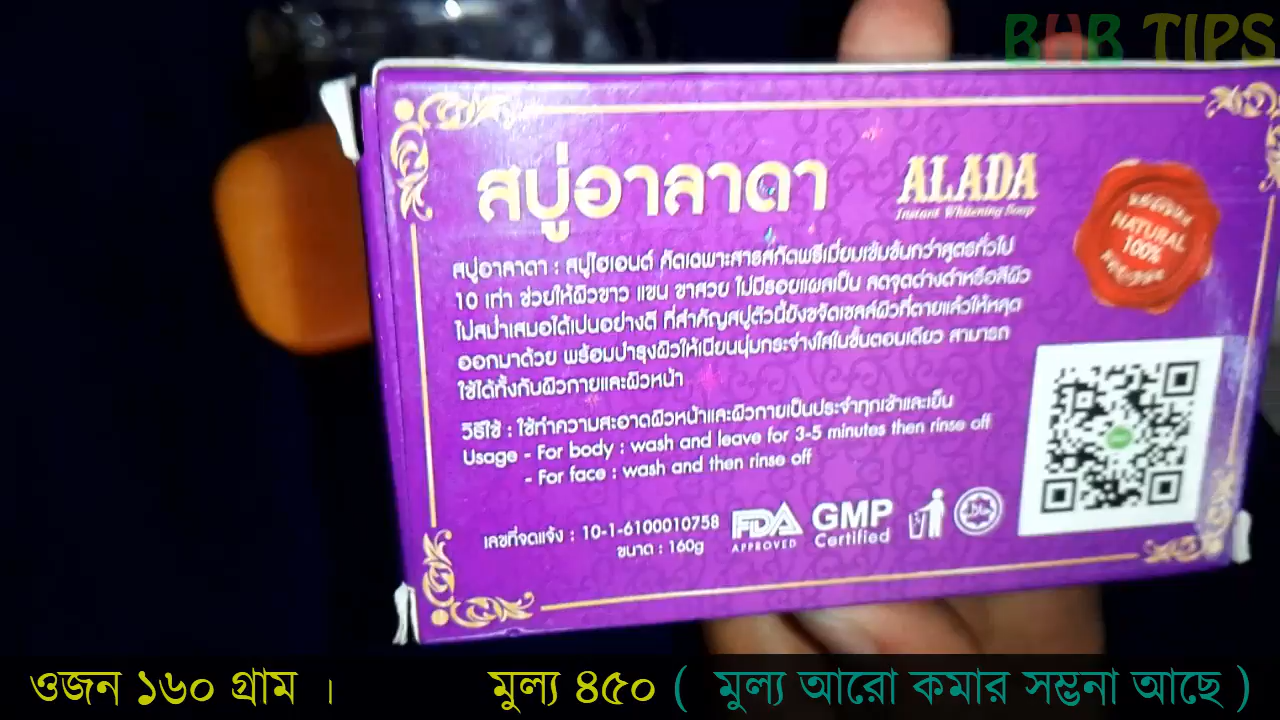 BHB TIPS
สบู่อาลาดา
ALADA
Instant Whitening Soap
NATURAL
100%
สบู่อาลาดา : สบู่ไฮเอนด์ คัดเฉพาะสารสกัดพรีเมี่ยมเข้มข้นกว่าสูตรทั่วไป
10 เท่า ช่วยให้ผิวขาว แขน ขาสวย ไม่มีรอยแผลเป็น ลดจุดด่างดำหรือสีผิว
ไม่สม่ำเสมอได้เป็นอย่างดี ที่สำคัญสบู่ตัวนี้ยังขจัดเซลล์ผิวที่ตายแล้วให้หลุด
ออกมาด้วย พร้อมบำรุงผิวให้เนียนนุ่มกระจ่างใสในขั้นตอนเดียว สามารถ
ใช้ได้ทั้งกับผิวกายและผิวหน้า
วิธีใช้ : ใช้ทำความสะอาดผิวหน้าและผิวกายเป็นประจำทุกเช้าและเย็น
Usage - For body : wash and leave for 3-5 minutes then rinse off
- For face : wash and then rinse off
เลขที่จดแจ้ง : 10-1-6100010758
ขนาด : 160g
FDA
APPROVED
GMP
Certified
ওজন ১৬০ গ্রাম । মুল্য ৪৫০ ( মুল্য আরো কমার সম্ভনা আছে )